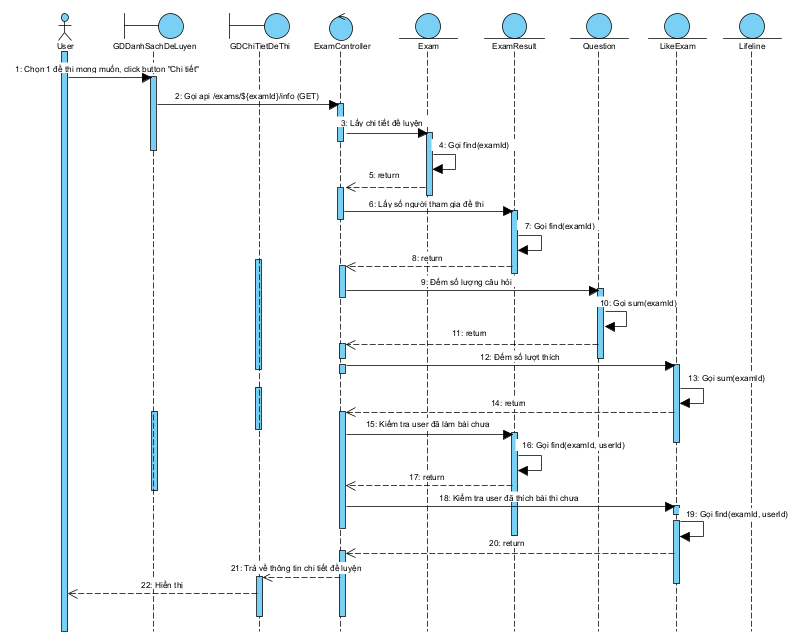 User
GDDanhSachDeLuyen
GDChiTietDeThi
ExamController
Exam
ExamResult
Question
LikeExam
Lifeline
1: Chọn 1 đề thi mong muốn, click button "Chi tiết"
2: Gọi api /exams/${examId}/info (GET)
3: Lấy chi tiết đề luyện
4: Gọi find(examId)
5: return
6: Lấy số người tham gia đề thi
7: Gọi find(examId)
8: return
9: Đếm số lượng câu hỏi
10: Gọi sum(examId)
11: return
12: Đếm số lượt thích
13: Gọi sum(examId)
14: return
15: Kiểm tra user đã làm bài chưa
16: Gọi find(examId, userId)
17: return
18: Kiểm tra user đã thích bài thi chưa
19: Gọi find(examId, userId)
20: return
21: Trả về thông tin chi tiết đề luyện
22: Hiển thị